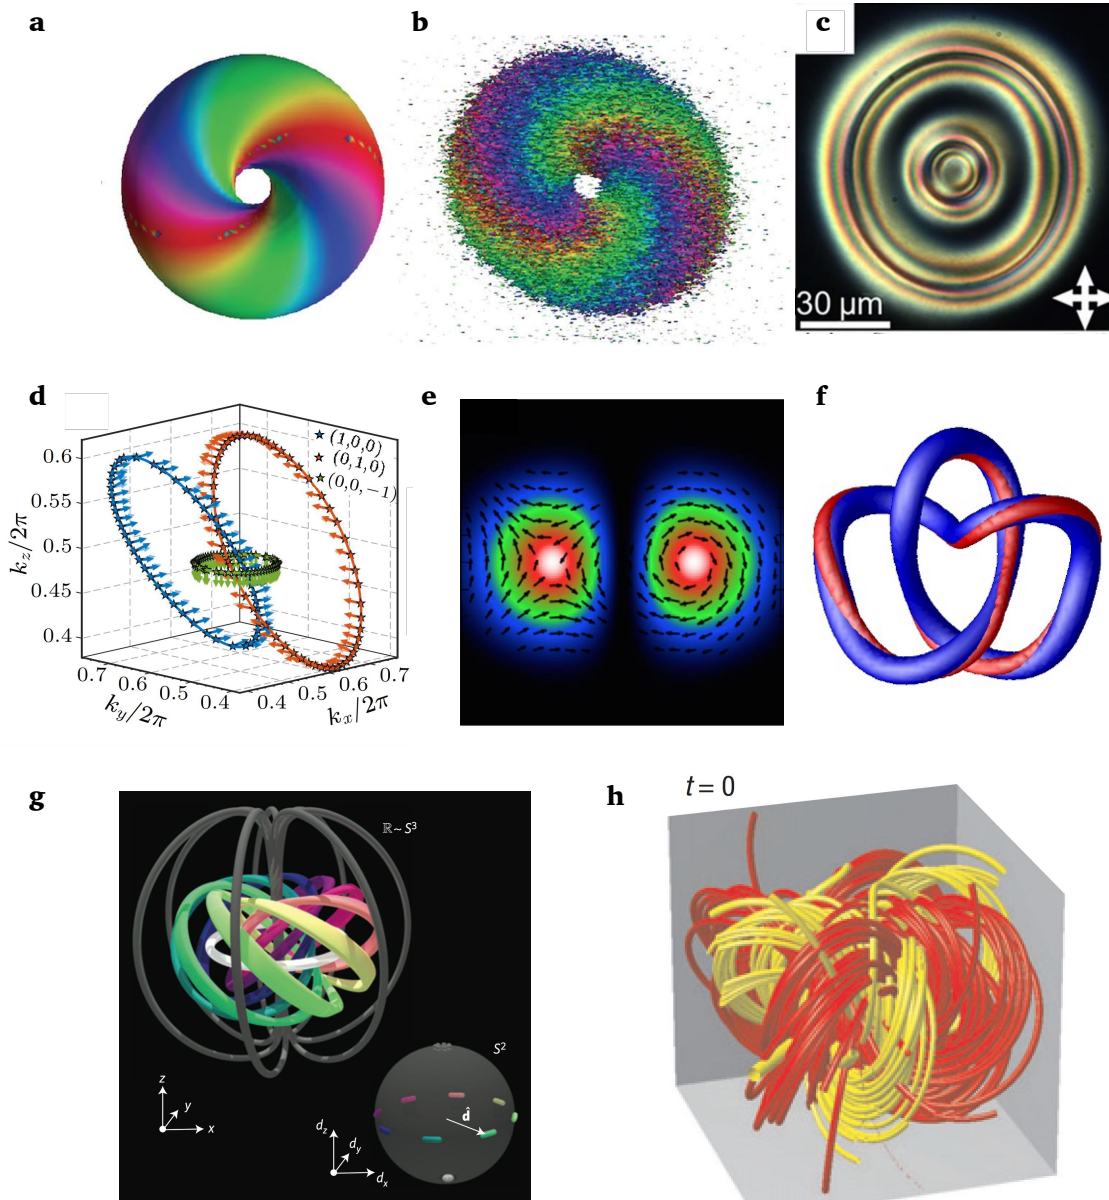 a
b
c
30 µm
d
(1,0,0)
(0,1,0)
(0,0,−1)
0.6
0.55
0.5
0.45
0.4
k_z/2π
0.7
0.6
0.5
0.4
k_y/2π
0.4
0.5
0.6
0.7
k_x/2π
e
f
g
ℝ~S³
S²
z
y
x
d̂
d_z
d_y
d_x
h
t = 0